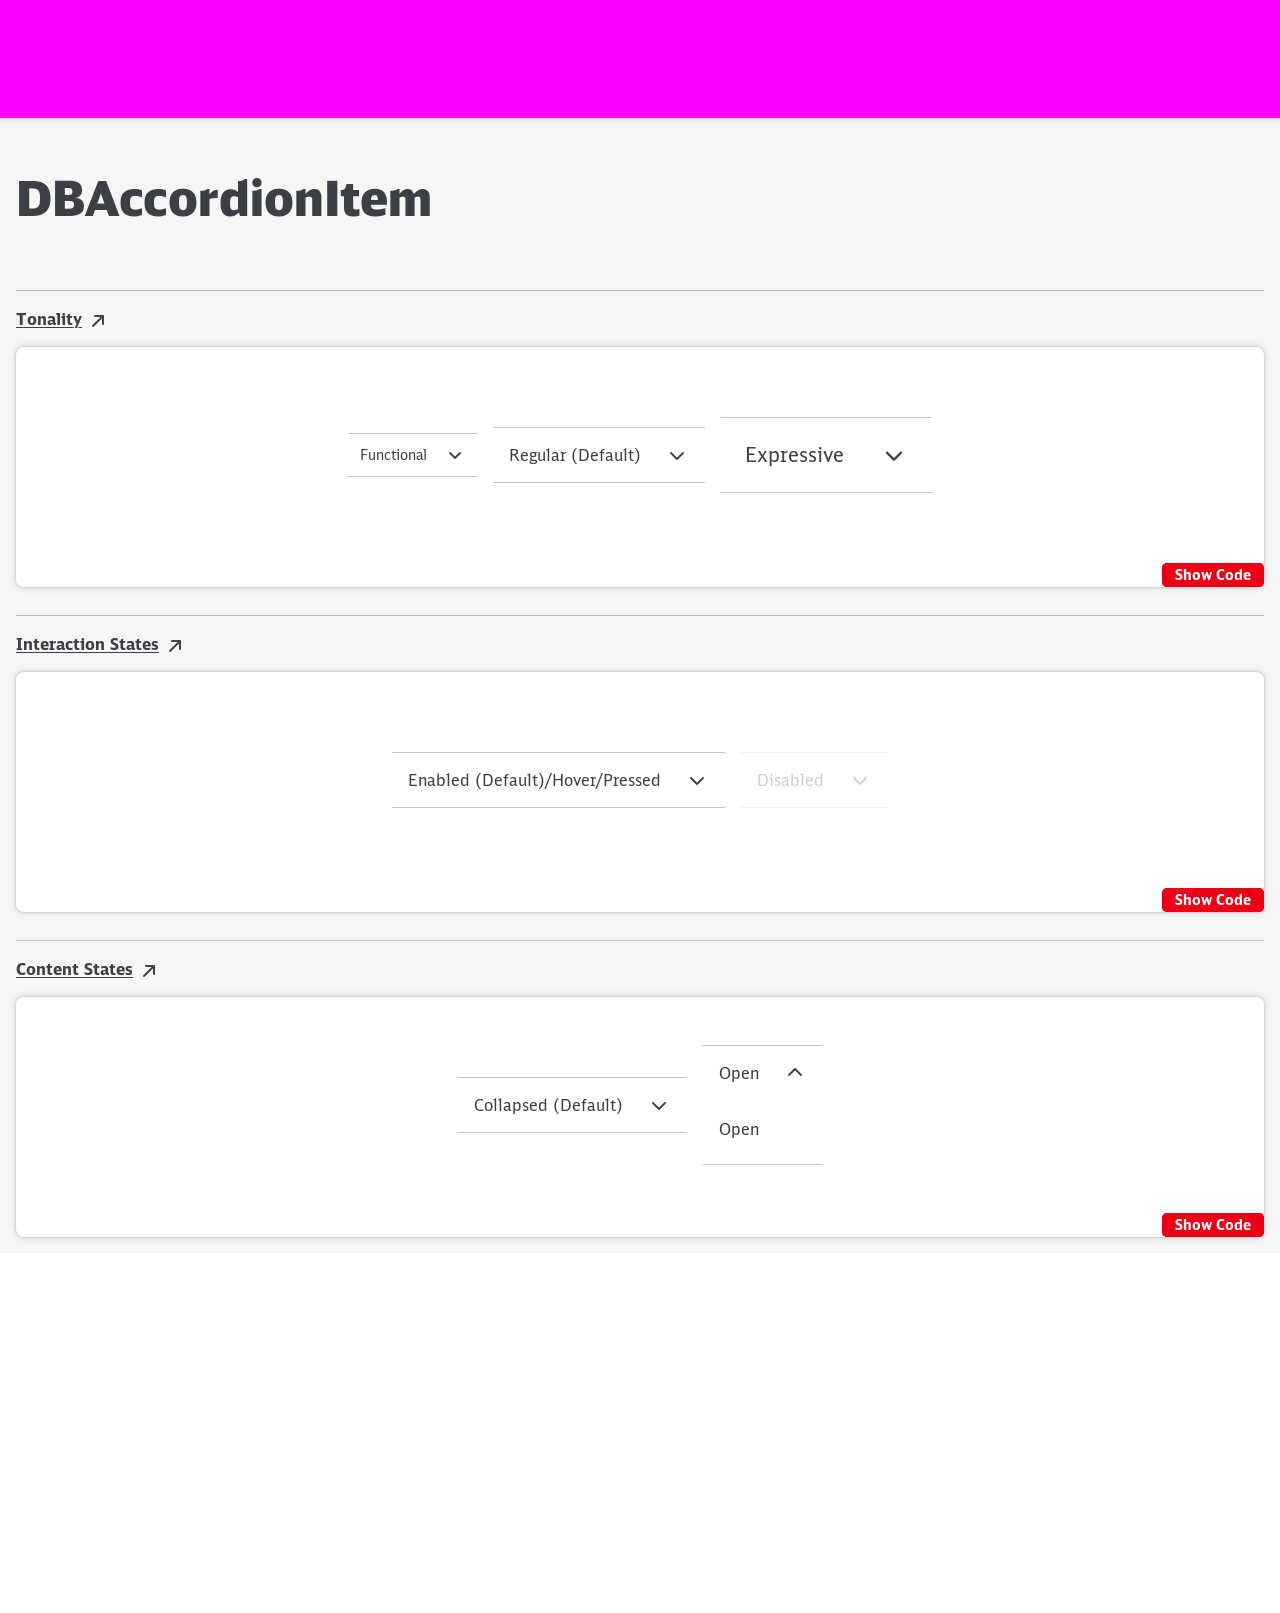 DBAccordionItem
Tonality
Functional
Regular (Default)
Expressive
Show Code
Interaction States
Enabled (Default)/Hover/Pressed
Disabled
Show Code
Content States
Collapsed (Default)
Open
Open
Show Code